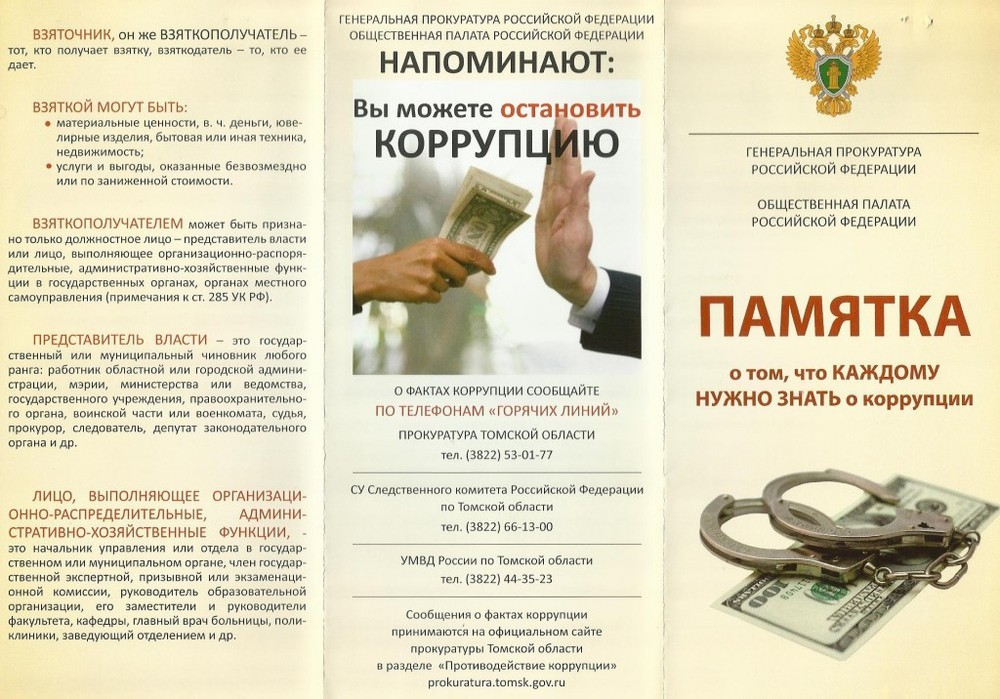 ВЗЯТОЧНИК, он же ВЗЯТКОПОЛУЧАТЕЛЬ –
тот, кто получает взятку, взяткодатель – то, кто ее
дает.
ВЗЯТКОЙ МОГУТ БЫТЬ:
• материальные ценности, в. ч. деньги, юве-
лирные изделия, бытовая или иная техника,
недвижимость;
• услуги и выгоды, оказанные безвозмездно
или по заниженной стоимости.
ВЗЯТКОПОЛУЧАТЕЛЕМ может быть призна-
но только должностное лицо – представитель власти
или лицо, выполняющее организационно-распоря-
дительные, административно-хозяйственные функ-
ции в государственных органах, органах местного
самоуправления (примечания к ст. 285 УК РФ).
ПРЕДСТАВИТЕЛЬ ВЛАСТИ – это государ-
ственный или муниципальный чиновник любого
ранга: работник областной или городской админи-
страции, мэрии, министерства или ведомства,
государственного учреждения, правоохранительно-
го органа, воинской части или военкомата, судья,
прокурор, следователь, депутат законодательного
органа и др.
ЛИЦО, ВЫПОЛНЯЮЩЕЕ ОРГАНИЗАЦИ-
ОННО-РАСПРЕДЕЛИТЕЛЬНЫЕ, АДМИНИ-
СТРАТИВНО-ХОЗЯЙСТВЕННЫЕ ФУНКЦИИ, -
это начальник управления или отдела в государ-
ственном или муниципальном органе, член государ-
ственной экспертной, призывной или экзаменаци-
онной комиссии, руководитель образовательной
организации, его заместители и руководители
факультета, кафедры, главный врач больницы, поли-
клиники, заведующий отделением и др.
ГЕНЕРАЛЬНАЯ ПРОКУРАТУРА РОССИЙСКОЙ ФЕДЕРАЦИИ
ОБЩЕСТВЕННАЯ ПАЛАТА РОССИЙСКОЙ ФЕДЕРАЦИИ
НАПОМИНАЮТ:
Вы можете остановить
КОРРУПЦИЮ
О ФАКТАХ КОРРУПЦИИ СООБЩАЙТЕ
ПО ТЕЛЕФОНАМ «ГОРЯЧИХ ЛИНИЙ»
ПРОКУРАТУРА ТОМСКОЙ ОБЛАСТИ
тел. (3822) 53-01-77
СУ Следственного комитета Российской Федерации
по Томской области
тел. (3822) 66-13-00
УМВД России по Томской области
тел. (3822) 44-35-23
Сообщения о фактах коррупции
принимаются на официальном сайте
прокуратуры Томской области
в разделе «Противодействие коррупции»
prokuratura.tomsk.gov.ru
ГЕНЕРАЛЬНАЯ ПРОКУРАТУРА
РОССИЙСКОЙ ФЕДЕРАЦИИ
ОБЩЕСТВЕННАЯ ПАЛАТА
РОССИЙСКОЙ ФЕДЕРАЦИИ
ПАМЯТКА
о том, что КАЖДОМУ
НУЖНО ЗНАТЬ о коррупции
100